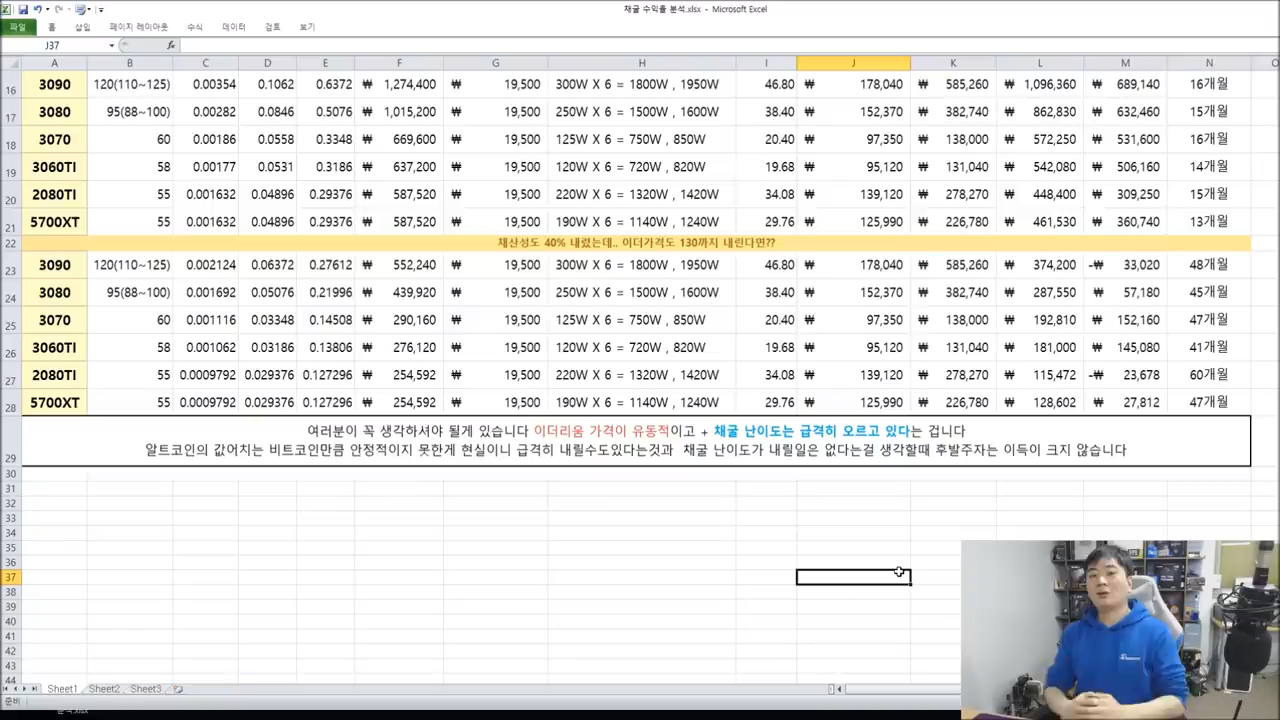 채굴 수익율 분석.xlsx - Microsoft Excel
파일 홈 삽입 페이지 레이아웃 수식 데이터 검토 보기
J37 fx
A B C D E F G H I J K L M N O
16 3090 120(110~125) 0.00354 0.1062 0.6372 ₩ 1,274,400 ₩ 19,500 300W X 6 = 1800W , 1950W 46.80 ₩ 178,040 ₩ 585,260 ₩ 1,096,360 ₩ 689,140 16개월
17 3080 95(88~100) 0.00282 0.0846 0.5076 ₩ 1,015,200 ₩ 19,500 250W X 6 = 1500W , 1600W 38.40 ₩ 152,370 ₩ 382,740 ₩ 862,830 ₩ 632,460 15개월
18 3070 60 0.00186 0.0558 0.3348 ₩ 669,600 ₩ 19,500 125W X 6 = 750W , 850W 20.40 ₩ 97,350 ₩ 138,000 ₩ 572,250 ₩ 531,600 16개월
19 3060TI 58 0.00177 0.0531 0.3186 ₩ 637,200 ₩ 19,500 120W X 6 = 720W , 820W 19.68 ₩ 95,120 ₩ 131,040 ₩ 542,080 ₩ 506,160 14개월
20 2080TI 55 0.001632 0.04896 0.29376 ₩ 587,520 ₩ 19,500 220W X 6 = 1320W , 1420W 34.08 ₩ 139,120 ₩ 278,270 ₩ 448,400 ₩ 309,250 15개월
21 5700XT 55 0.001632 0.04896 0.29376 ₩ 587,520 ₩ 19,500 190W X 6 = 1140W , 1240W 29.76 ₩ 125,990 ₩ 226,780 ₩ 461,530 ₩ 360,740 13개월
22 채산성도 40% 내렸는데.. 이더가격도 130까지 내린다면??
23 3090 120(110~125) 0.002124 0.06372 0.27612 ₩ 552,240 ₩ 19,500 300W X 6 = 1800W , 1950W 46.80 ₩ 178,040 ₩ 585,260 ₩ 374,200 -₩ 33,020 48개월
24 3080 95(88~100) 0.001692 0.05076 0.21996 ₩ 439,920 ₩ 19,500 250W X 6 = 1500W , 1600W 38.40 ₩ 152,370 ₩ 382,740 ₩ 287,550 ₩ 57,180 45개월
25 3070 60 0.001116 0.03348 0.14508 ₩ 290,160 ₩ 19,500 125W X 6 = 750W , 850W 20.40 ₩ 97,350 ₩ 138,000 ₩ 192,810 ₩ 152,160 47개월
26 3060TI 58 0.001062 0.03186 0.13806 ₩ 276,120 ₩ 19,500 120W X 6 = 720W , 820W 19.68 ₩ 95,120 ₩ 131,040 ₩ 181,000 ₩ 145,080 41개월
27 2080TI 55 0.0009792 0.029376 0.127296 ₩ 254,592 ₩ 19,500 220W X 6 = 1320W , 1420W 34.08 ₩ 139,120 ₩ 278,270 ₩ 115,472 -₩ 23,678 60개월
28 5700XT 55 0.0009792 0.029376 0.127296 ₩ 254,592 ₩ 19,500 190W X 6 = 1140W , 1240W 29.76 ₩ 125,990 ₩ 226,780 ₩ 128,602 ₩ 27,812 47개월
여러분이 꼭 생각하셔야 될게 있습니다 이더리움 가격이 유동적이고 + 채굴 난이도는 급격히 오르고 있다는 겁니다
29 알트코인의 값어치는 비트코인만큼 안정적이지 못한게 현실이니 급격히 내릴수도있다는것과 채굴 난이도가 내릴일은 없다는걸 생각할때 후발주자는 이득이 크지 않습니다
30
31
32
33
34
35
36
37
38
39
40
41
42
43
44
Sheet1 Sheet2 Sheet3
준비
분석.xlsx